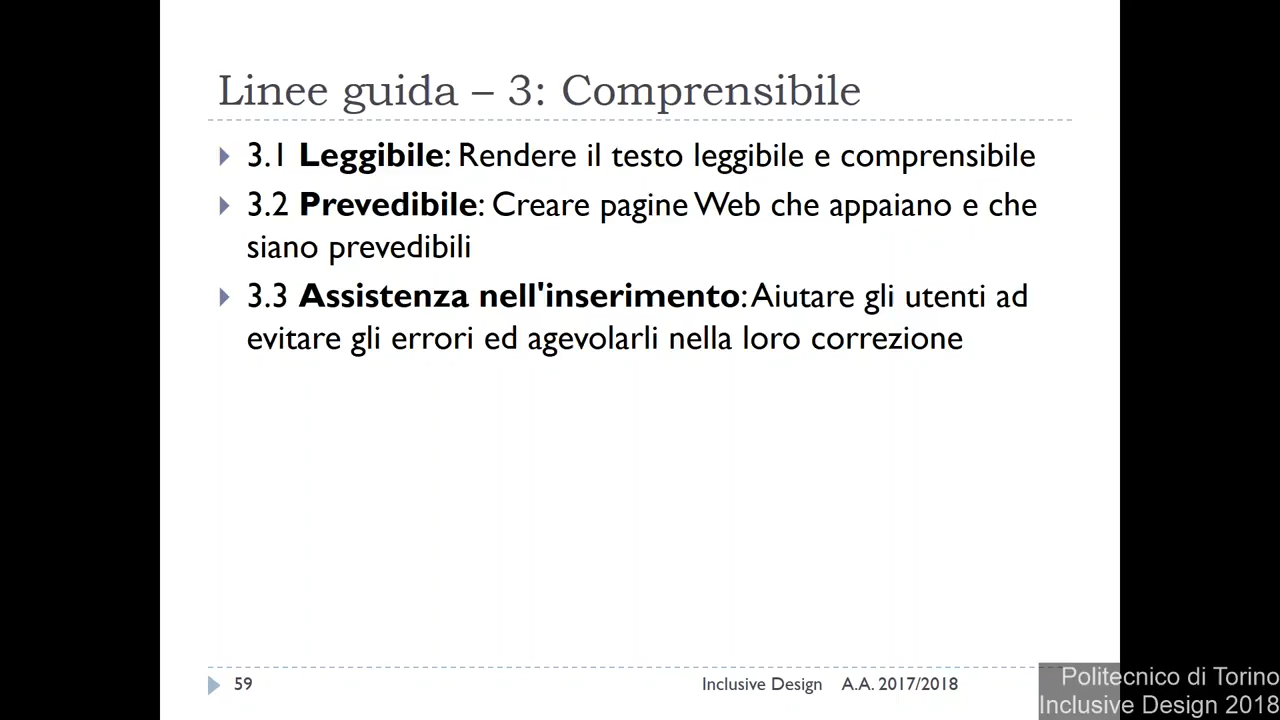 Linee guida – 3: Comprensibile
3.1 Leggibile: Rendere il testo leggibile e comprensibile
3.2 Prevedibile: Creare pagine Web che appaiano e che
siano prevedibili
3.3 Assistenza nell'inserimento: Aiutare gli utenti ad
evitare gli errori ed agevolarli nella loro correzione
59
Inclusive Design A.A. 2017/2018
Politecnico di Torino
Inclusive Design 2018